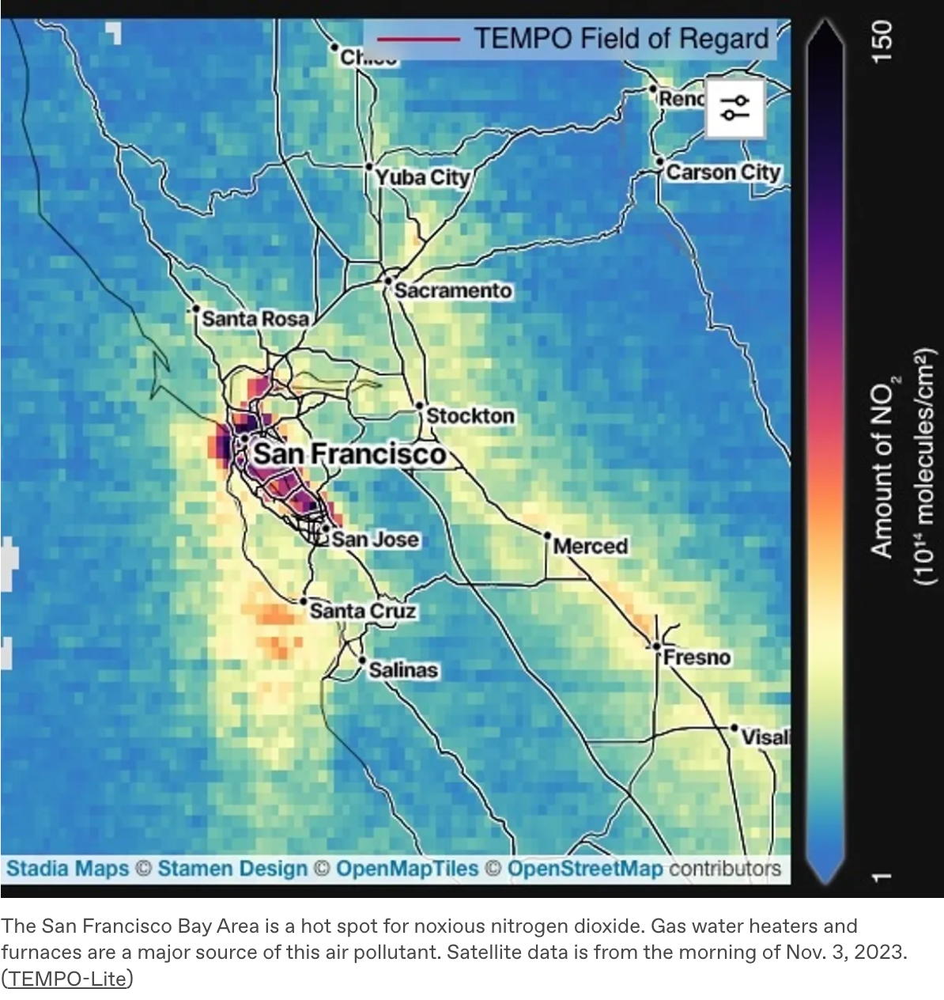 TEMPO Field of Regard
150
Chico
Reno
Yuba City
Carson City
Sacramento
Santa Rosa
Stockton
San Francisco
San Jose
Merced
Santa Cruz
Fresno
Salinas
Visali
Amount of NO₂
(10¹⁴ molecules/cm²)
1
Stadia Maps © Stamen Design © OpenMapTiles © OpenStreetMap contributors
The San Francisco Bay Area is a hot spot for noxious nitrogen dioxide. Gas water heaters and
furnaces are a major source of this air pollutant. Satellite data is from the morning of Nov. 3, 2023.
(TEMPO-Lite)